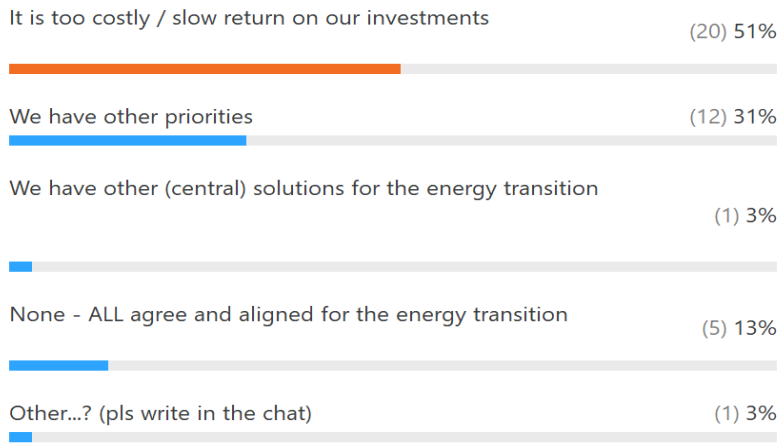 It is too costly / slow return on our investments
(20) 51%
We have other priorities (12) 31%
We have other (central) solutions for the energy transition
(1) 3%
None - ALL agree and aligned for the energy transition
(5) 13%
Other...? (pls write in the chat) (1) 3%